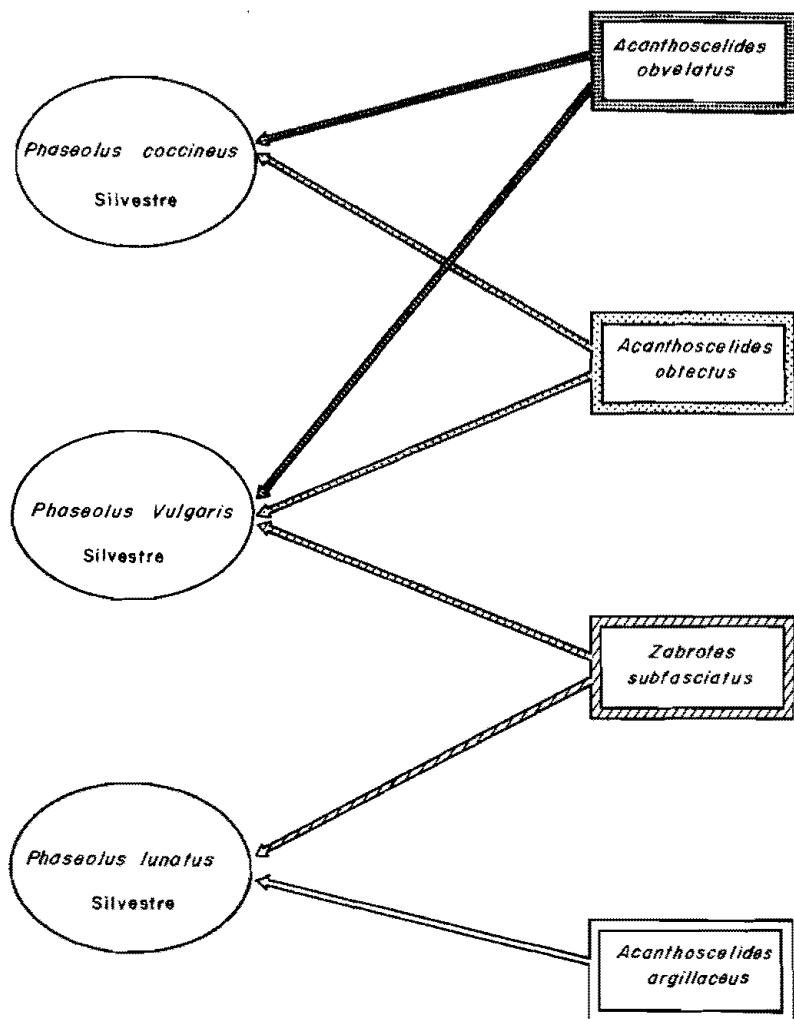 Acanthoscelides
obvelatus
Phaseolus coccineus
Silvestre
Acanthoscelides
obtectus
Phaseolus Vulgaris
Silvestre
Zabrotes
subfasciatus
Phaseolus lunatus
Silvestre
Acanthoscelides
argillaceus